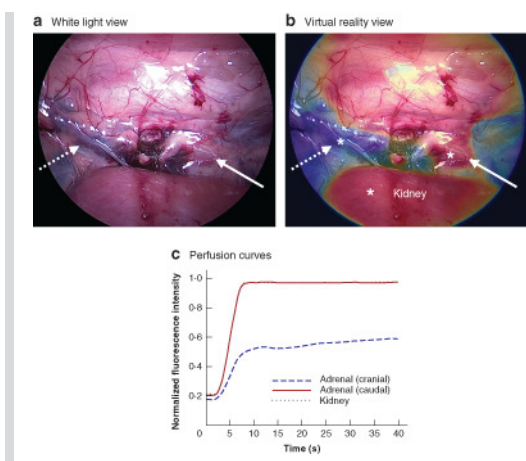 a White light view
b Virtual reality view
* 
*
* Kidney
c Perfusion curves
Normalized fluorescence intensity
1·0
0·8
0·6
0·4
0·2
0 5 10 15 20 25 30 35 40
Time (s)
Adrenal (cranial)
Adrenal (caudal)
Kidney